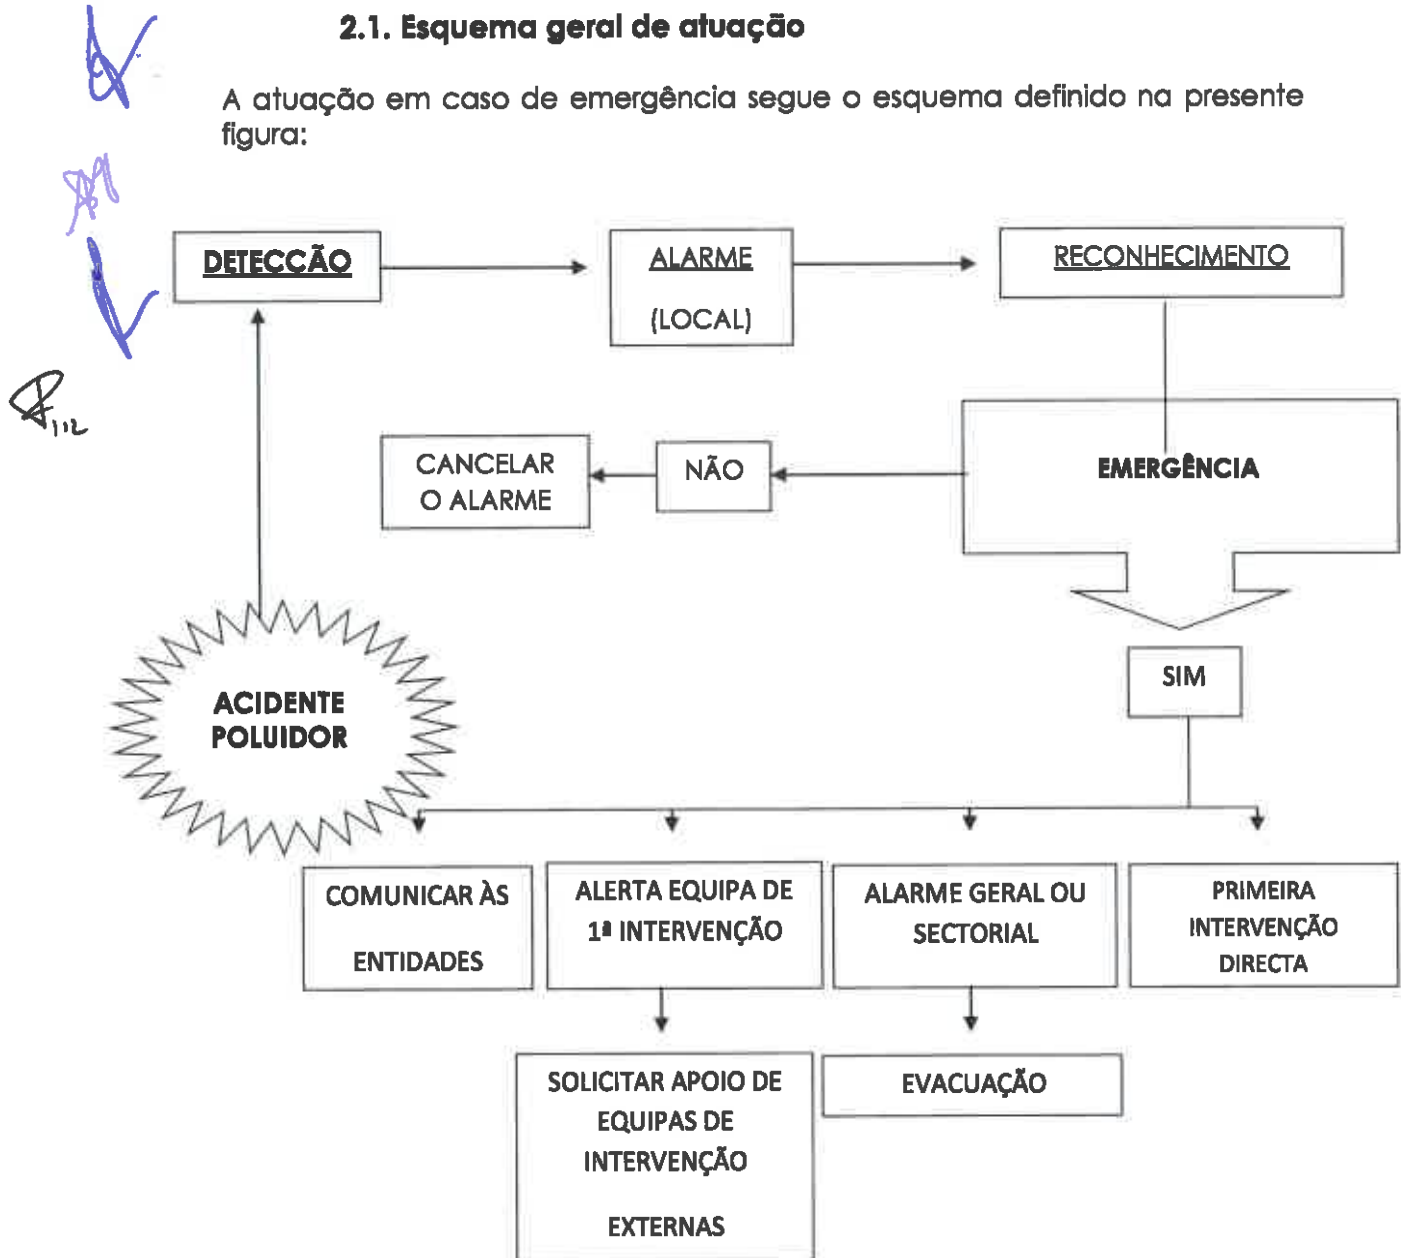 2.1. Esquema geral de atuação
A atuação em caso de emergência segue o esquema definido na presente
figura:
DETECCÃO
ALARME
(LOCAL)
RECONHECIMENTO
CANCELAR
O ALARME
NÃO
EMERGÊNCIA
SIM
ACIDENTE
POLUIDOR
COMUNICAR ÀS
ENTIDADES
ALERTA EQUIPA DE
1ª INTERVENÇÃO
ALARME GERAL OU
SECTORIAL
PRIMEIRA
INTERVENÇÃO
DIRECTA
SOLICITAR APOIO DE
EQUIPAS DE
INTERVENÇÃO
EXTERNAS
EVACUAÇÃO